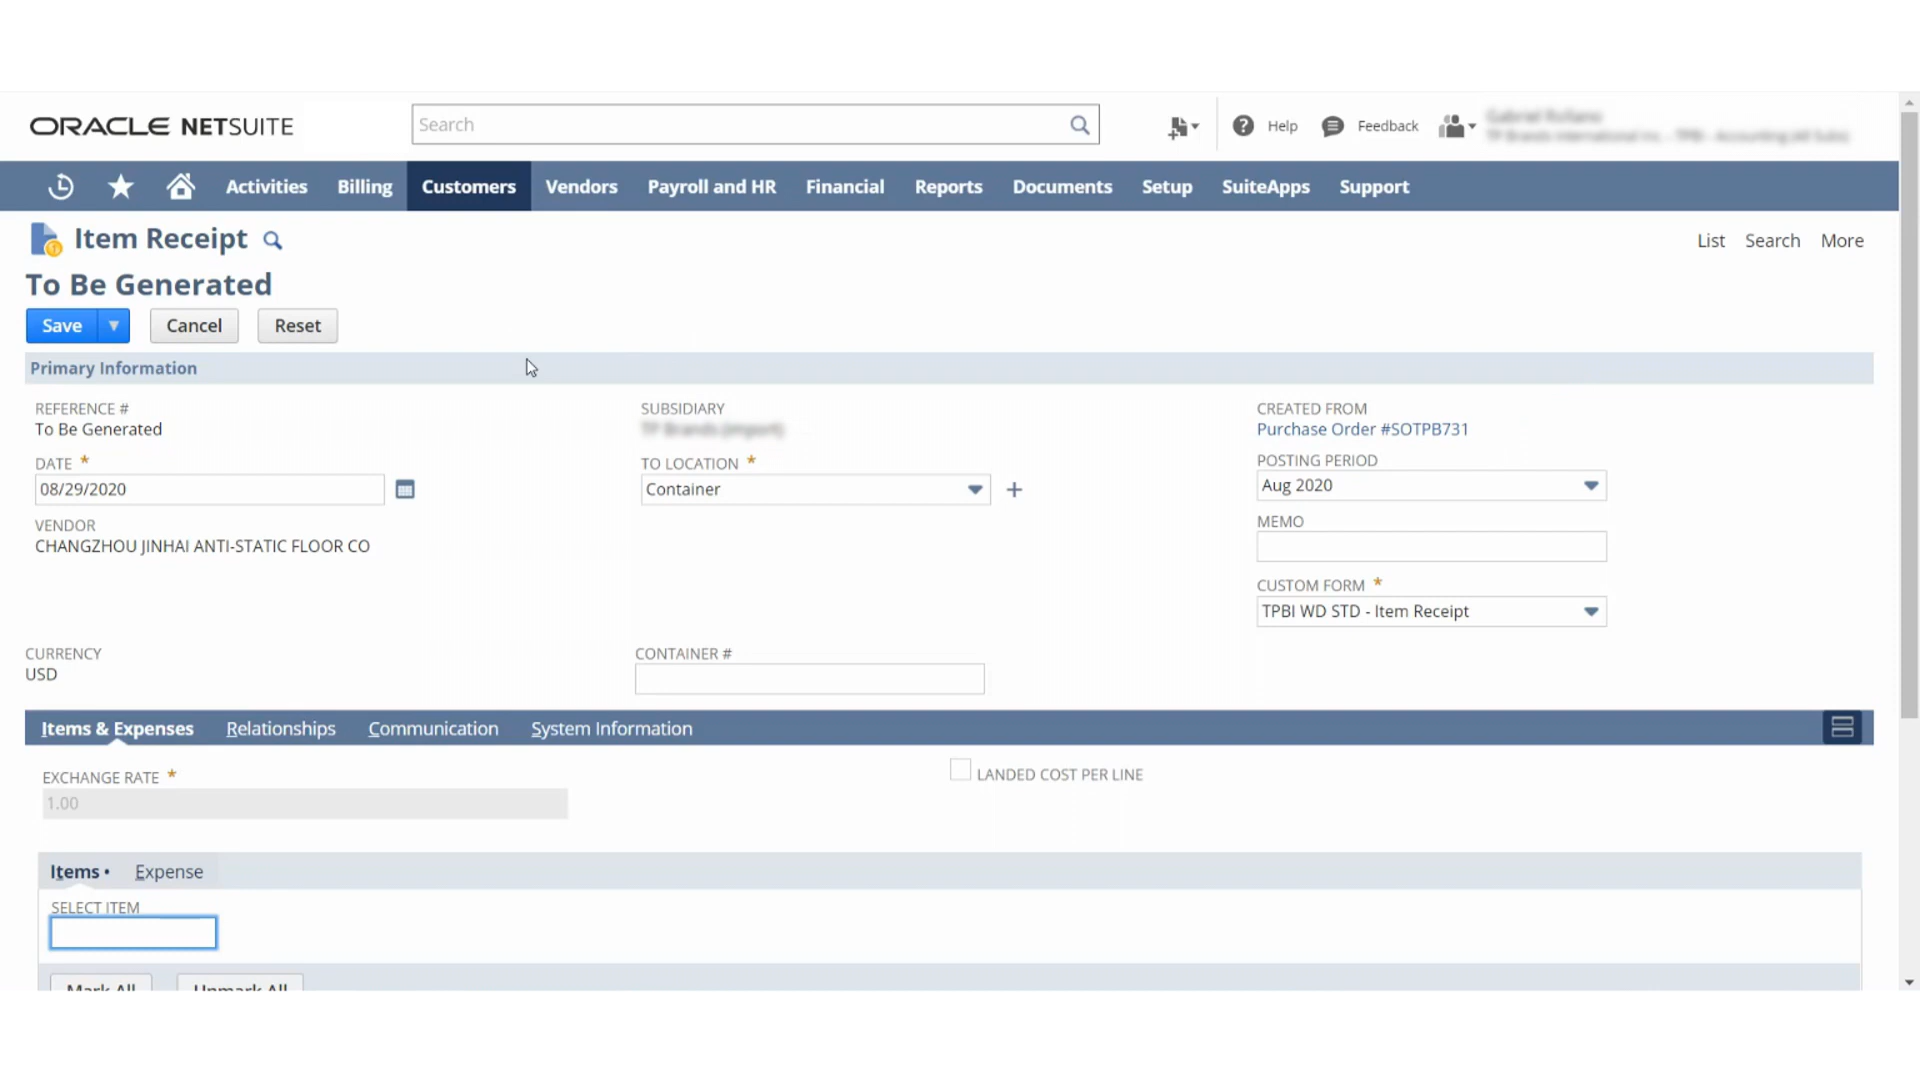 ORACLE NETSUITE
Search
Help
Feedback
Activities
Billing
Customers
Vendors
Payroll and HR
Financial
Reports
Documents
Setup
SuiteApps
Support
Item Receipt
List
Search
More
To Be Generated
Save
Cancel
Reset
Primary Information
REFERENCE #
To Be Generated
DATE *
08/29/2020
VENDOR
CHANGZHOU JINHAI ANTI-STATIC FLOOR CO
SUBSIDIARY
TO LOCATION *
Container
CREATED FROM
Purchase Order #SOTPB731
POSTING PERIOD
Aug 2020
MEMO
CUSTOM FORM *
TPBI WD STD - Item Receipt
CURRENCY
USD
CONTAINER #
Items & Expenses
Relationships
Communication
System Information
EXCHANGE RATE *
1.00
LANDED COST PER LINE
Items •
Expense
SELECT ITEM
Mark All
Unmark All